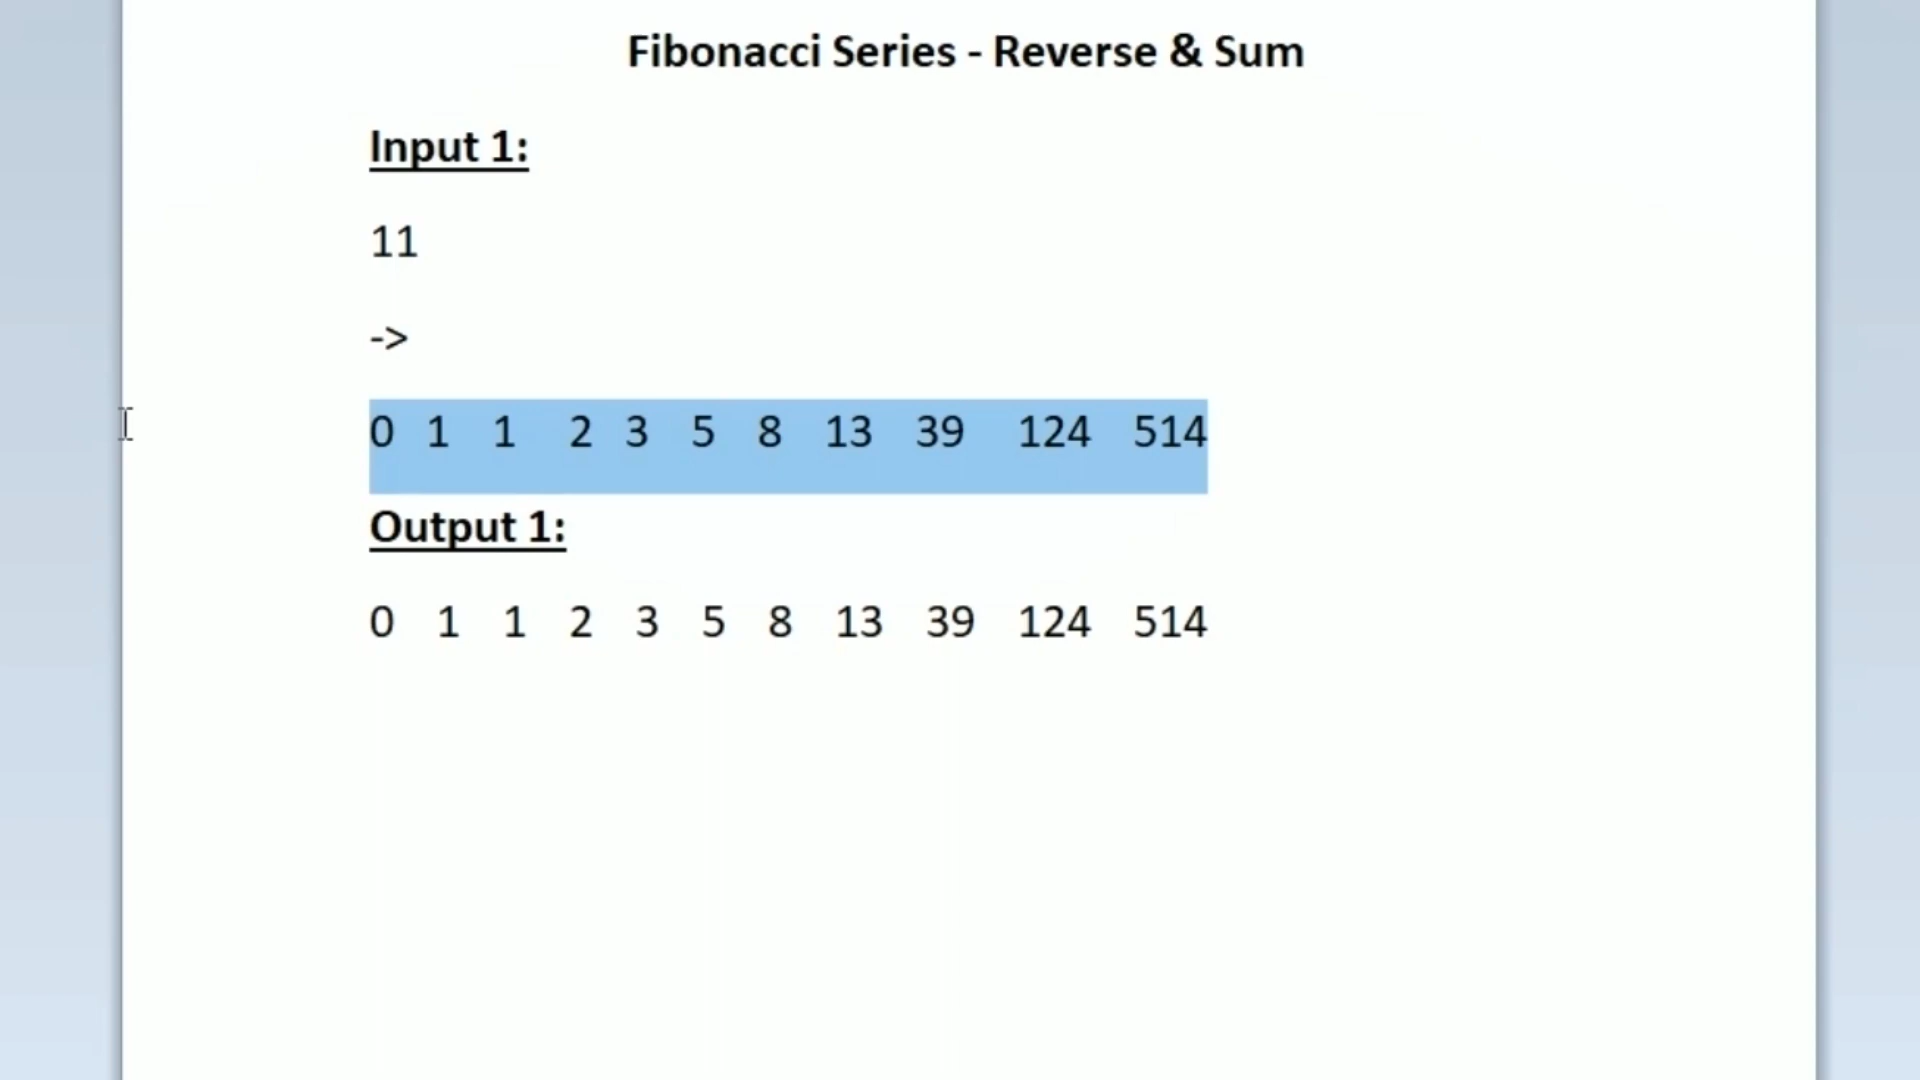 Fibonacci Series - Reverse & Sum
Input 1:
11
->
0 1 1 2 3 5 8 13 39 124 514
Output 1:
0 1 1 2 3 5 8 13 39 124 514